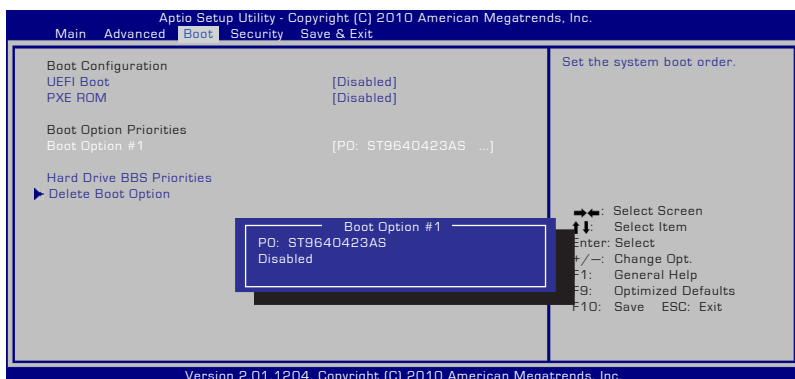 Aptio Setup Utility - Copyright (C) 2010 American Megatrends, Inc.
Main Advanced Boot Security Save & Exit
Boot Configuration
UEFI Boot [Disabled]
PXE ROM [Disabled]
Boot Option Priorities
Boot Option #1 [P0: ST9640423AS ...]
Hard Drive BBS Priorities
Delete Boot Option
Set the system boot order.
Boot Option #1
P0: ST9640423AS
Disabled
→←: Select Screen
↑↓: Select Item
Enter: Select
+/—: Change Opt.
F1: General Help
F9: Optimized Defaults
F10: Save ESC: Exit
Version 2.01.1204. Copyright (C) 2010 American Megatrends, Inc.